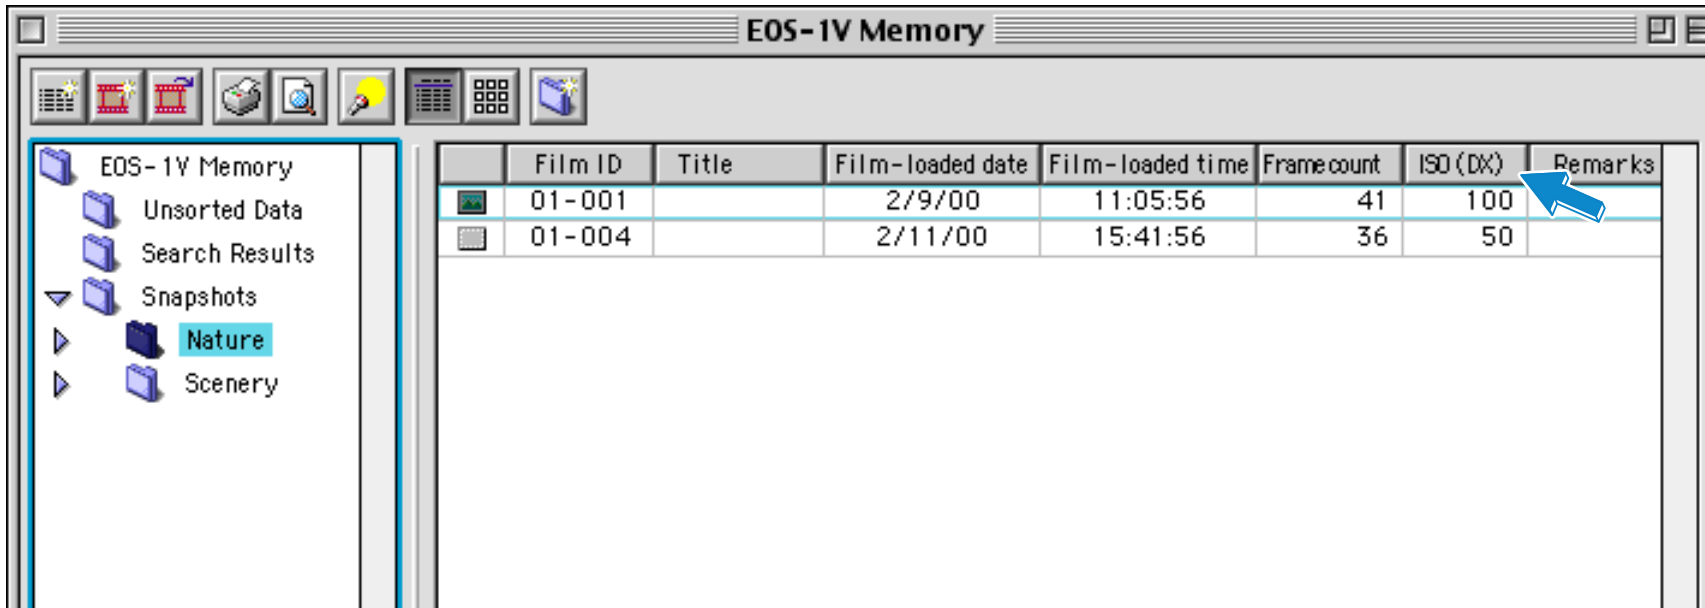 EOS-1V Memory
EOS-1V Memory
Unsorted Data
Search Results
Snapshots
Nature
Scenery
Film ID Title Film-loaded date Film-loaded time Frame count ISO (DX) Remarks
01-001 2/9/00 11:05:56 41 100
01-004 2/11/00 15:41:56 36 50